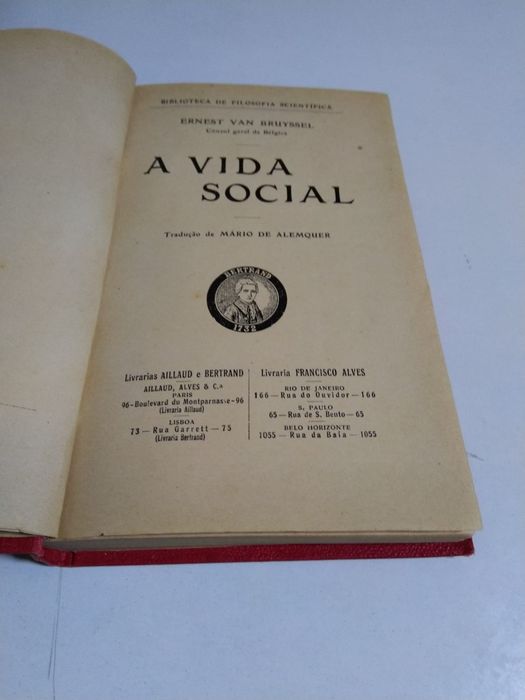 BIBLIOTECA DE FILOSOFIA SCIENTÍFICA
ERNEST VAN BRUYSSEL
Consul geral da Bélgica
A VIDA
SOCIAL
Tradução de MÁRIO DE ALEMQUER
BERTRAND
1732
Livrarias AILLAUD e BERTRAND
AILLAUD, ALVES & C.ª
PARIS
96—Boulevard du Montparnasse—96
(Livraria Aillaud)
LISBOA
73 — Rua Garrett — 75
(Livraria Bertrand)
Livraria FRANCISCO ALVES
RIO DE JANEIRO
166 — Rua do Ouvidor — 166
S. PAULO
65 — Rua de S. Bento — 65
BELO HORIZONTE
1055 — Rua da Baía — 1055